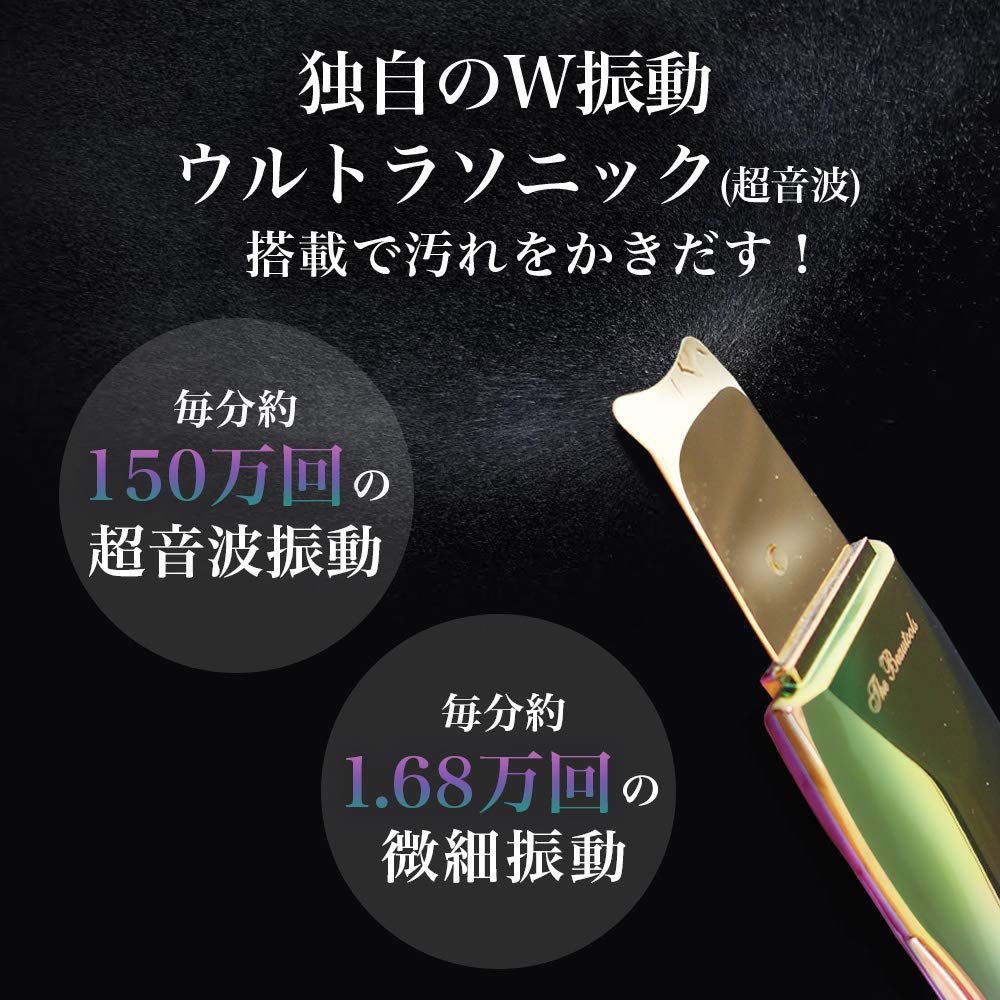 独自のW振動
ウルトラソニック(超音波)
搭載で汚れをかきだす！
毎分約
150万回の
超音波振動
毎分約
1.68万回の
微細振動
The Beautools